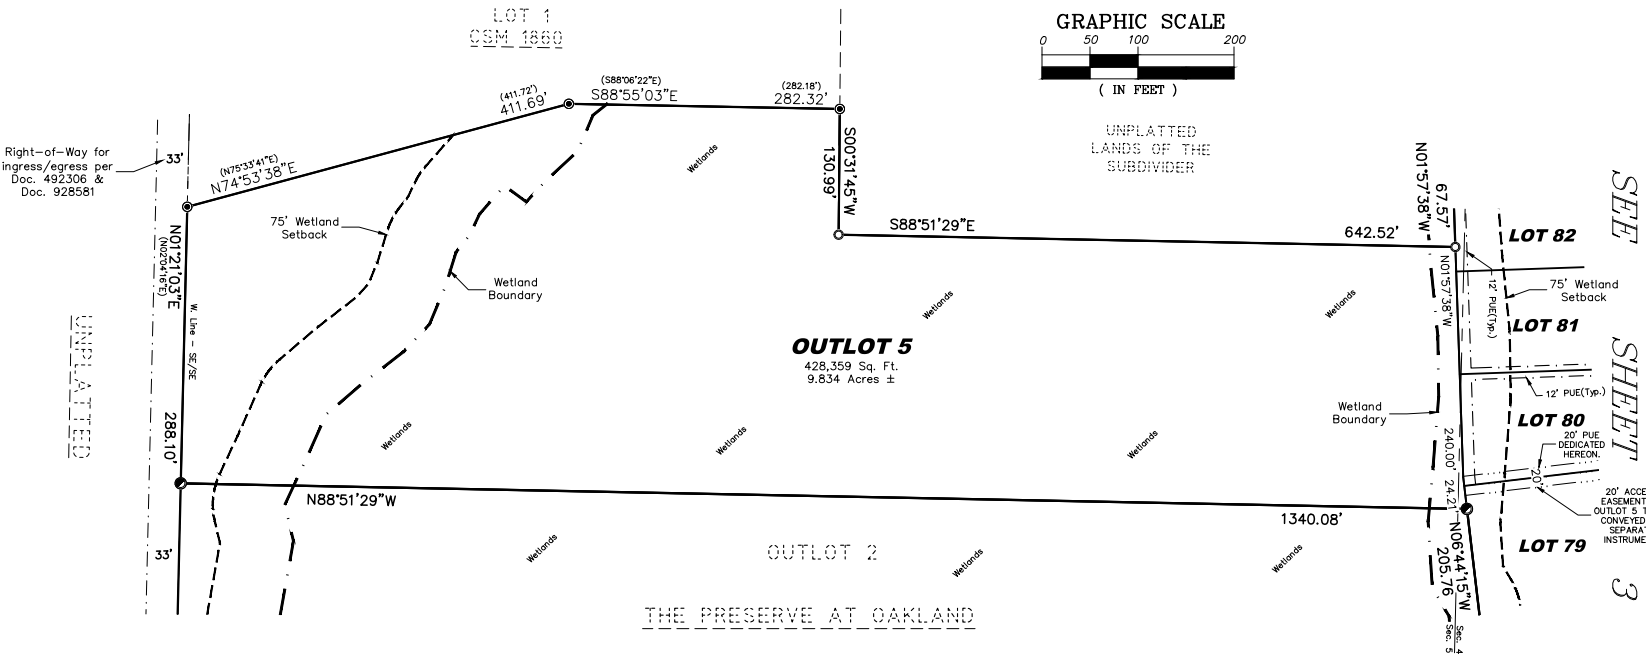 LOT 1
CSM 1860
GRAPHIC SCALE
0 50 100 200
( IN FEET )
(411.72')
411.69'
(S88°06'22"E)
S88°55'03"E
(282.18')
282.32'
Right-of-Way for
ingress/egress per
Doc. 492306 &
Doc. 928581
33'
(N75°33'41"E)
N74°53'38"E
75' Wetland
Setback
Wetland
Boundary
Wetlands
S00°31'45"W
130.99'
UNPLATTED
LANDS OF THE
SUBDIVIDER
S88°51'29"E
642.52'
N01°57'38"W
67.57'
N01°57'38"W
SEE SHEET 3
LOT 82
12' PUE(Typ.)
75' Wetland
Setback
LOT 81
12' PUE(Typ.)
LOT 80
20' PUE
DEDICATED
HEREON.
20'
20' ACCE
EASEMENT
OUTLOT 5 T
CONVEYED
SEPARAT
INSTRUME
LOT 79
N01°21'03"E
(N02°04'16"E)
W. Line - SE/SE
288.10'
UNPLATTED
Wetlands
Wetlands
OUTLOT 5
428,359 Sq. Ft.
9.834 Acres ±
Wetland
Boundary
240.00'
24.21'
Wetlands
Wetlands
Wetlands
N88°51'29"W
1340.08'
N06°44'15"W
205.76
33'
Wetlands
OUTLOT 2
Wetlands
Wetlands
THE PRESERVE AT OAKLAND
Sec. 4
Sec. 5